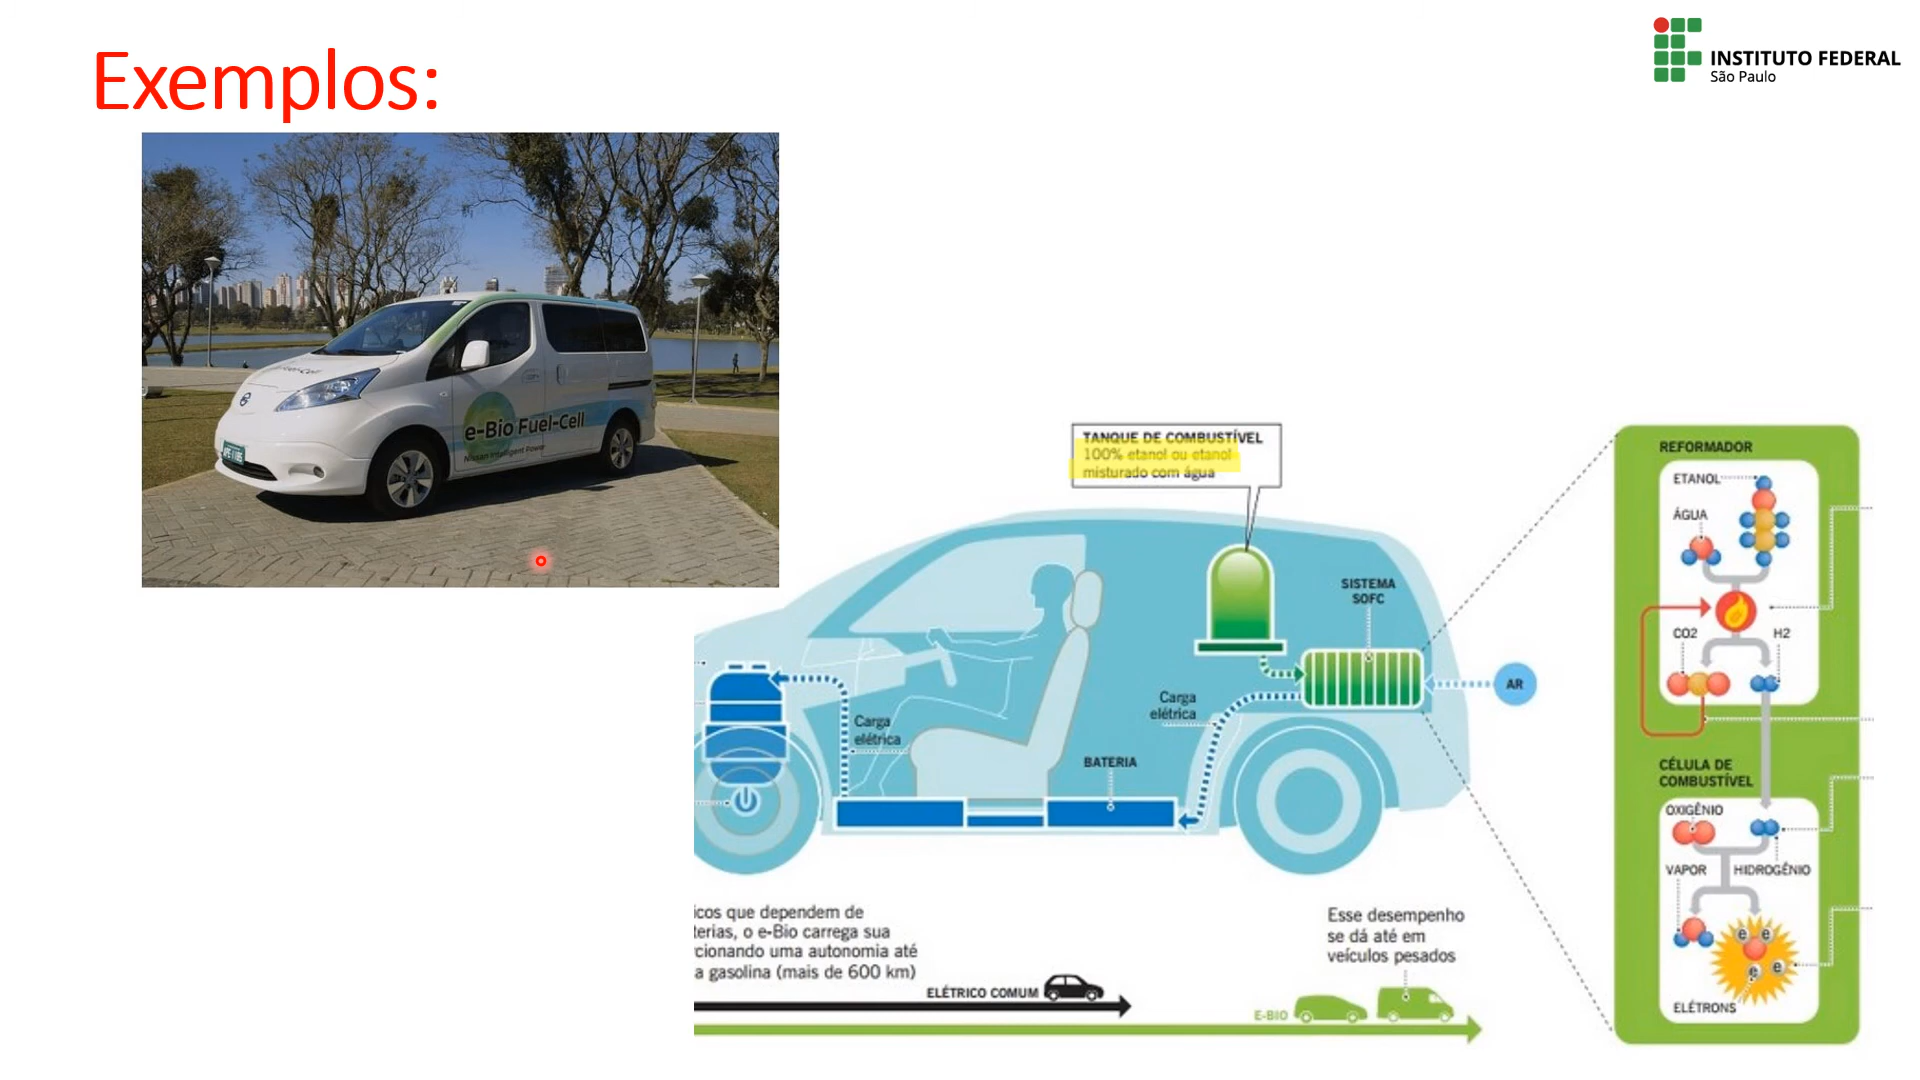 Exemplos:
INSTITUTO FEDERAL
São Paulo
e-Bio Fuel-Cell
Nissan Intelligent Power
TANQUE DE COMBUSTÍVEL
100% etanol ou etanol
misturado com água
SISTEMA
SOFC
AR
Carga
elétrica
Carga
elétrica
BATERIA
REFORMADOR
ETANOL
ÁGUA
CO2
H2
CÉLULA DE
COMBUSTÍVEL
OXIGÊNIO
VAPOR
HIDROGÊNIO
e e
e e
ELÉTRONS
icos que dependem de
terias, o e-Bio carrega sua
rcionando uma autonomia até
a gasolina (mais de 600 km)
Esse desempenho
se dá até em
veículos pesados
ELÉTRICO COMUM
E-BIO